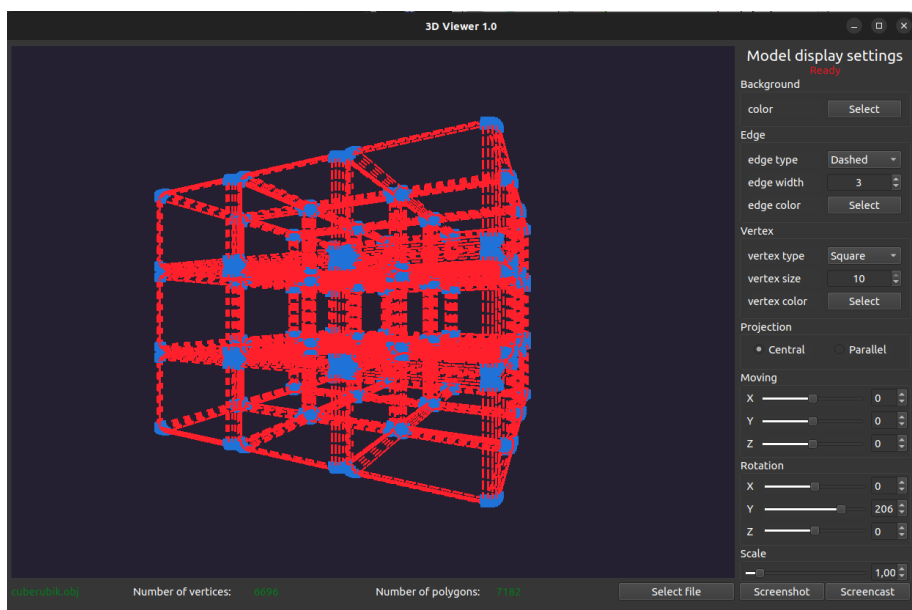 3D Viewer 1.0
Model display settings
Ready
Background
color Select
Edge
edge type Dashed
edge width 3
edge color Select
Vertex
vertex type Square
vertex size 10
vertex color Select
Projection
Central Parallel
Moving
X 0
Y 0
Z 0
Rotation
X 0
Y 206
Z 0
Scale
1,00
cuberubik.obj Number of vertices: 6696 Number of polygons: 7182 Select file Screenshot Screencast